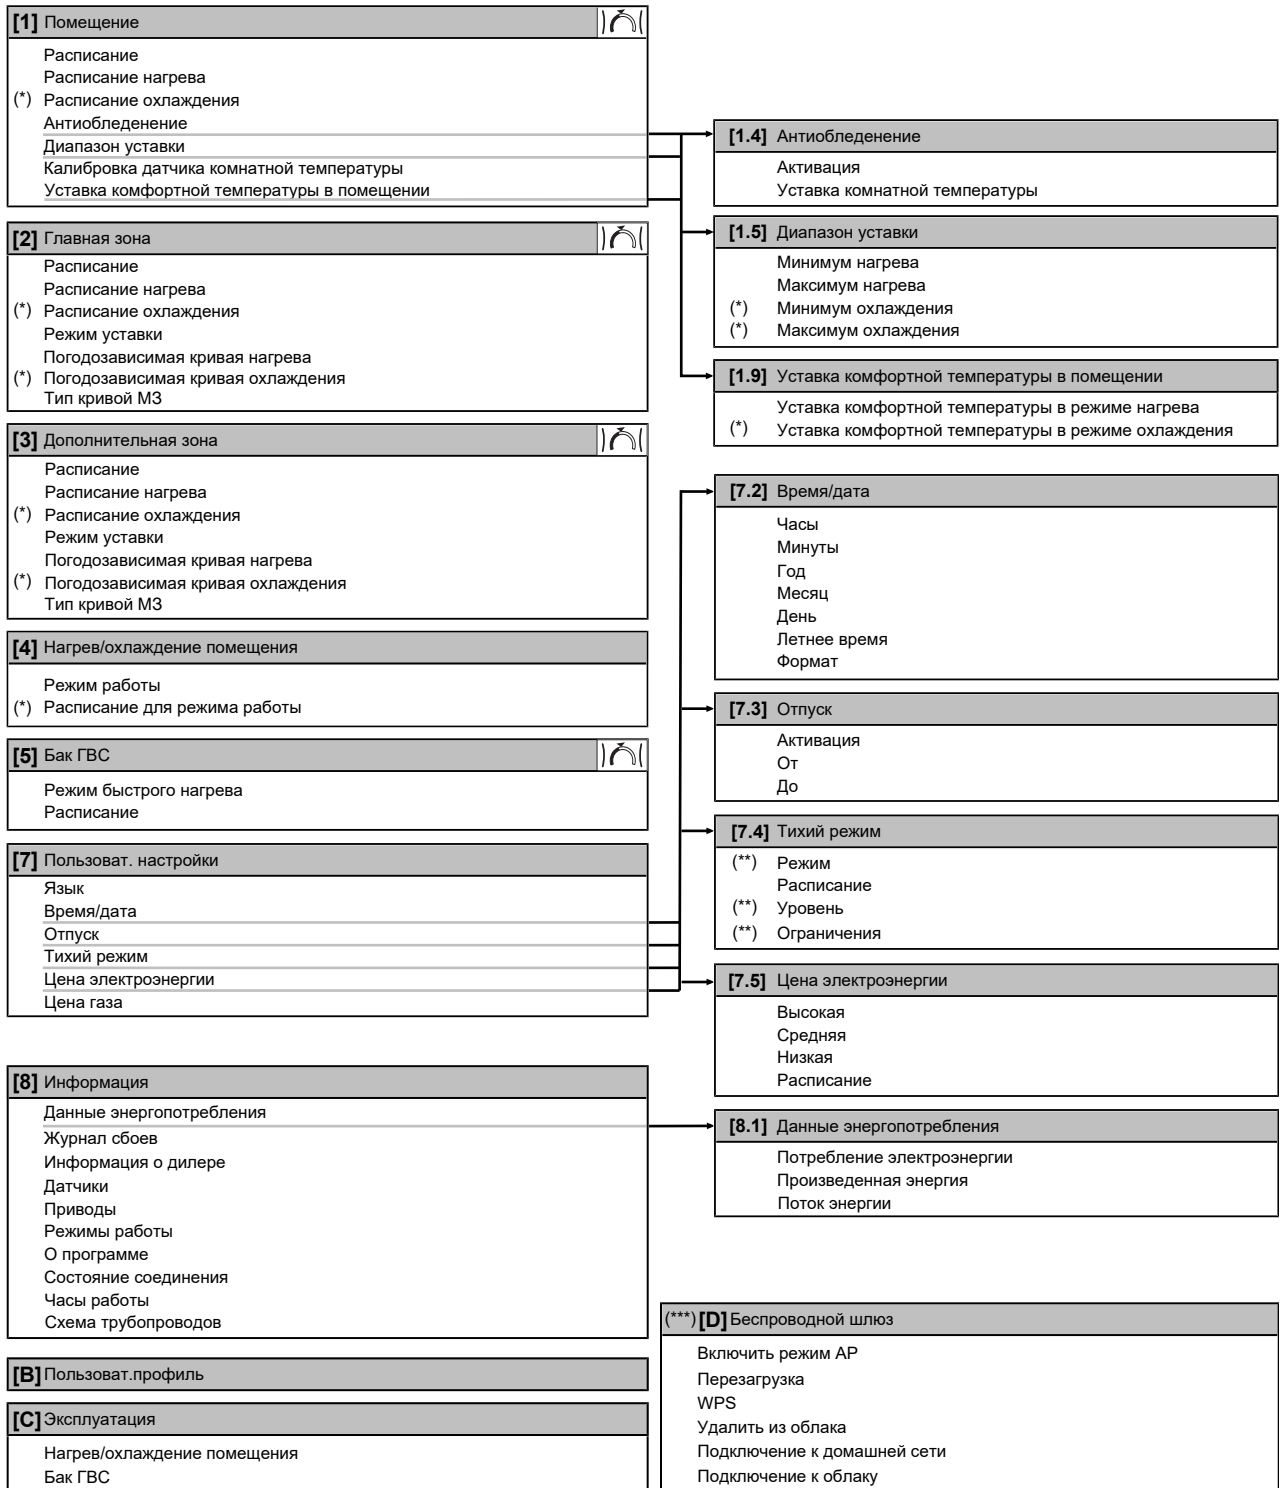 [1] Помещение
Расписание
Расписание нагрева
(*) Расписание охлаждения
Антиобледенение
Диапазон уставки
Калибровка датчика комнатной температуры
Уставка комфортной температуры в помещении
[2] Главная зона
Расписание
Расписание нагрева
(*) Расписание охлаждения
Режим уставки
Погодозависимая кривая нагрева
(*) Погодозависимая кривая охлаждения
Тип кривой МЗ
[3] Дополнительная зона
Расписание
Расписание нагрева
(*) Расписание охлаждения
Режим уставки
Погодозависимая кривая нагрева
(*) Погодозависимая кривая охлаждения
Тип кривой МЗ
[4] Нагрев/охлаждение помещения
Режим работы
(*) Расписание для режима работы
[5] Бак ГВС
Режим быстрого нагрева
Расписание
[7] Пользоват. настройки
Язык
Время/дата
Отпуск
Тихий режим
Цена электроэнергии
Цена газа
[8] Информация
Данные энергопотребления
Журнал сбоев
Информация о дилере
Датчики
Приводы
Режимы работы
О программе
Состояние соединения
Часы работы
Схема трубопроводов
[B] Пользоват.профиль
[C] Эксплуатация
Нагрев/охлаждение помещения
Бак ГВС
[1.4] Антиобледенение
Активация
Уставка комнатной температуры
[1.5] Диапазон уставки
Минимум нагрева
Максимум нагрева
(*) Минимум охлаждения
(*) Максимум охлаждения
[1.9] Уставка комфортной температуры в помещении
Уставка комфортной температуры в режиме нагрева
(*) Уставка комфортной температуры в режиме охлаждения
[7.2] Время/дата
Часы
Минуты
Год
Месяц
День
Летнее время
Формат
[7.3] Отпуск
Активация
От
До
[7.4] Тихий режим
(**) Режим
Расписание
(**) Уровень
(**) Ограничения
[7.5] Цена электроэнергии
Высокая
Средняя
Низкая
Расписание
[8.1] Данные энергопотребления
Потребление электроэнергии
Произведенная энергия
Поток энергии
(***) [D] Беспроводной шлюз
Включить режим AP
Перезагрузка
WPS
Удалить из облака
Подключение к домашней сети
Подключение к облаку